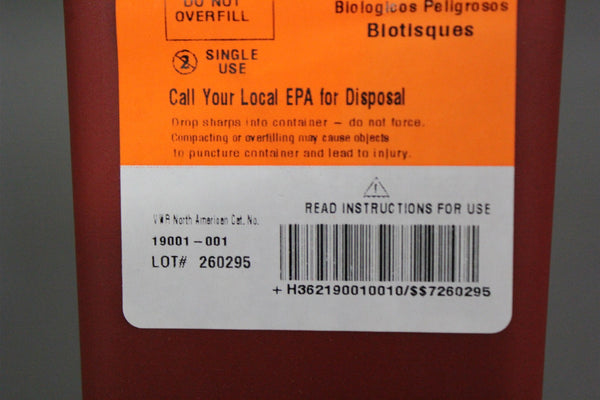 DO NOT
OVERFILL
Biologicos Peligrosos
Biotisques
2 SINGLE
USE
Call Your Local EPA for Disposal
Drop sharps into container – do not force.
Compacting or overfilling may cause objects
to puncture container and lead to injury.
READ INSTRUCTIONS FOR USE
VWR North American Cat. No.
19001-001
LOT# 260295
+H362190010010/$$7260295